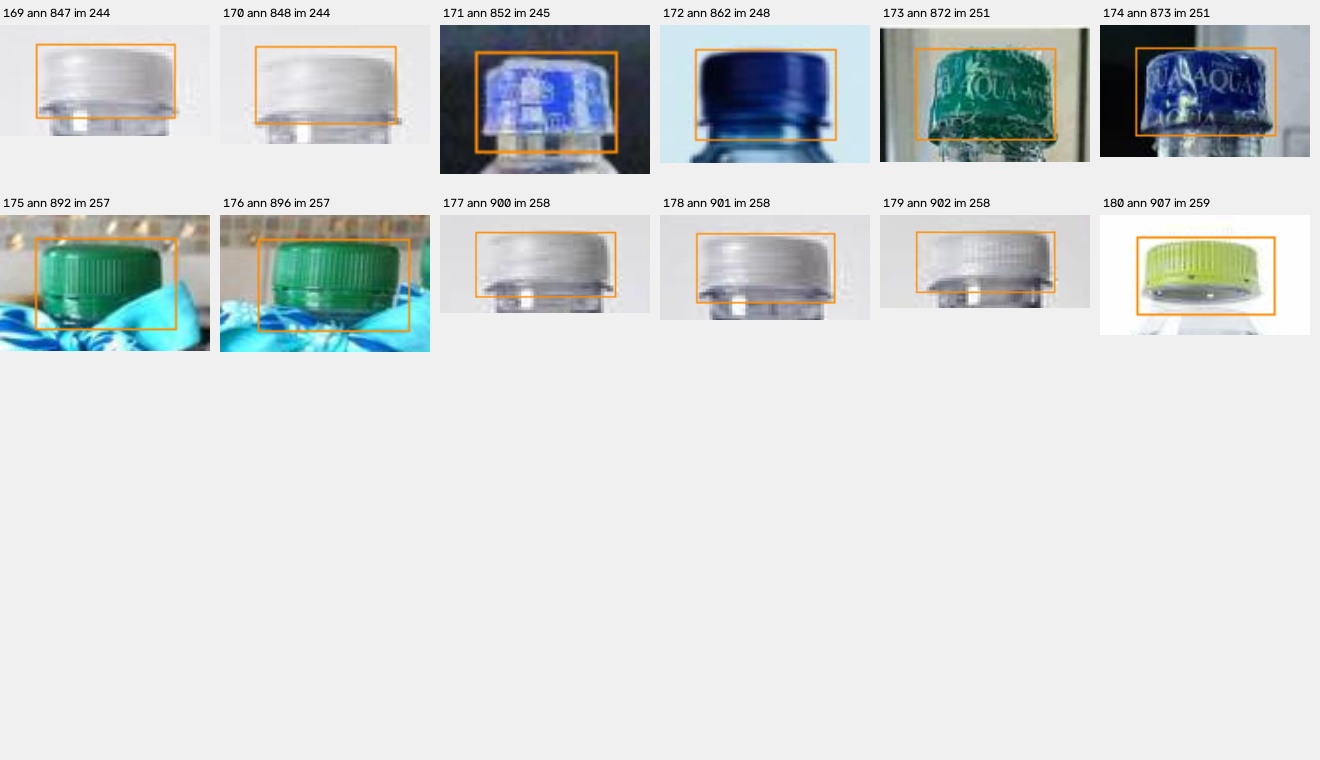 169 ann 847 im 244
170 ann 848 im 244
171 ann 852 im 245
172 ann 862 im 248
173 ann 872 im 251
174 ann 873 im 251
AQUA
AQUA
AQUA
175 ann 892 im 257
176 ann 896 im 257
177 ann 900 im 258
178 ann 901 im 258
179 ann 902 im 258
180 ann 907 im 259